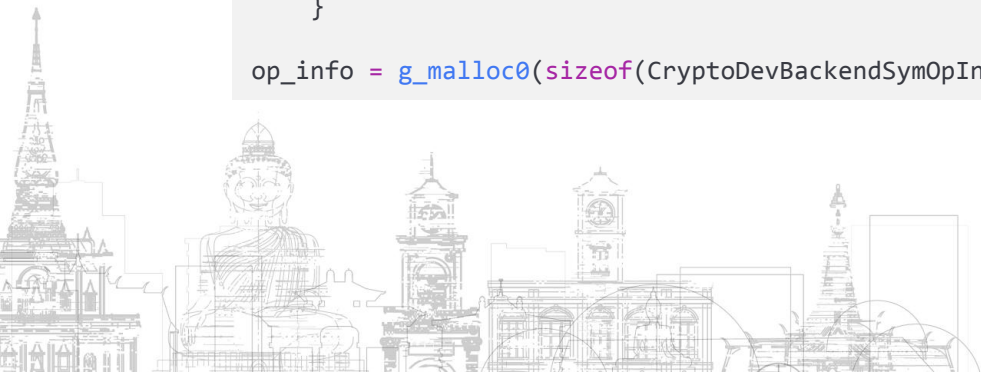 }
op_info = g_malloc0(sizeof(CryptoDevBackendSymOpIn